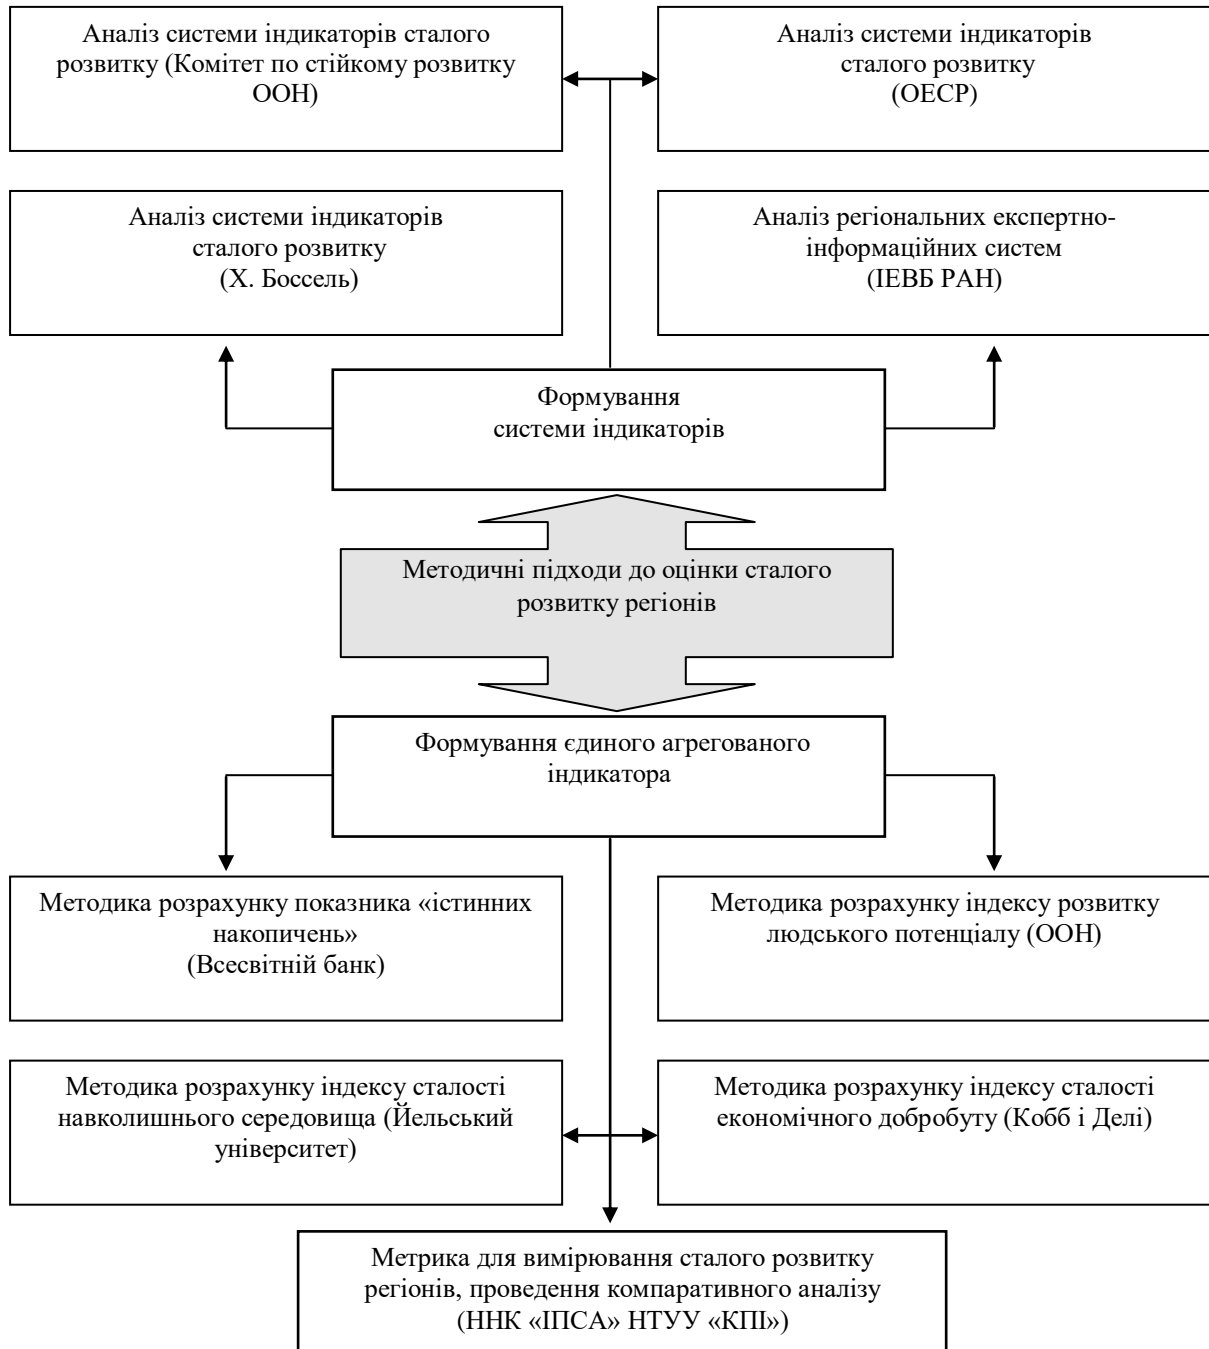 Аналіз системи індикаторів сталого
розвитку (Комітет по стійкому розвитку
ООН)
Аналіз системи індикаторів
сталого розвитку
(ОЕСР)
Аналіз системи індикаторів
сталого розвитку
(Х. Боссель)
Аналіз регіональних експертно-
інформаційних систем
(ІЕВБ РАН)
Формування
системи індикаторів
Методичні підходи до оцінки сталого
розвитку регіонів
Формування єдиного агрегованого
індикатора
Методика розрахунку показника «істинних
накопичень»
(Всесвітній банк)
Методика розрахунку індексу розвитку
людського потенціалу (ООН)
Методика розрахунку індексу сталості
навколишнього середовища (Йельський
університет)
Методика розрахунку індексу сталості
економічного добробуту (Кобб і Делі)
Метрика для вимірювання сталого розвитку
регіонів, проведення компаративного аналізу
(ННК «ІПСА» НТУУ «КПІ»)